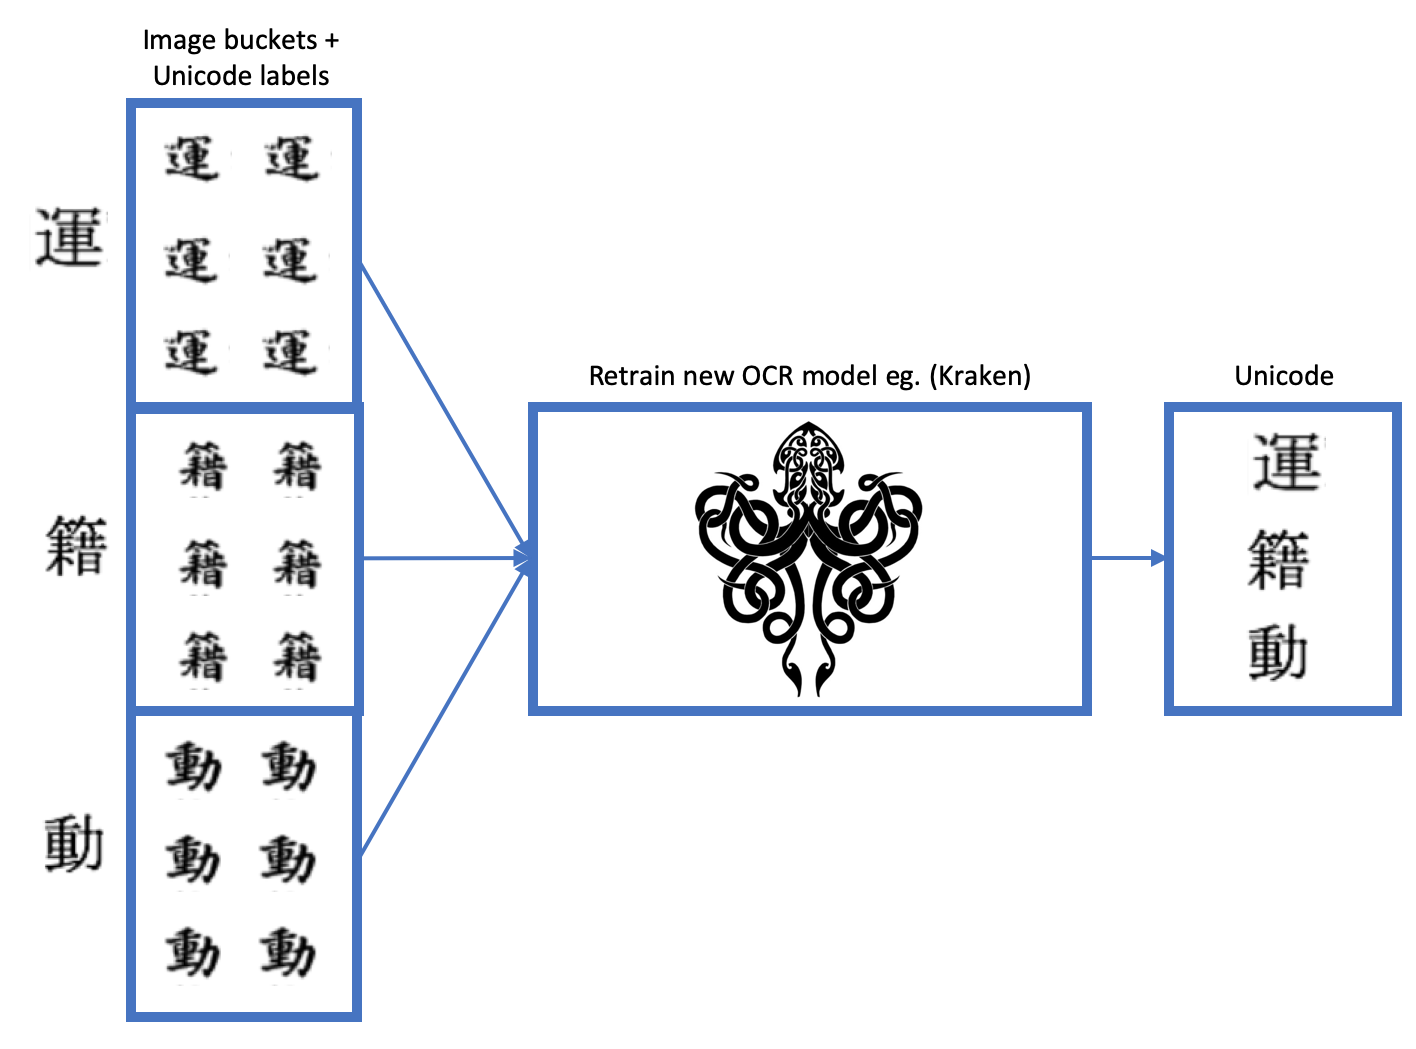 Image buckets +
Unicode labels
運
運 運
運 運
運 運
籍
籍 籍
籍 籍
籍 籍
動
動 動
動 動
動 動
Retrain new OCR model eg. (Kraken)
Unicode
運
籍
動